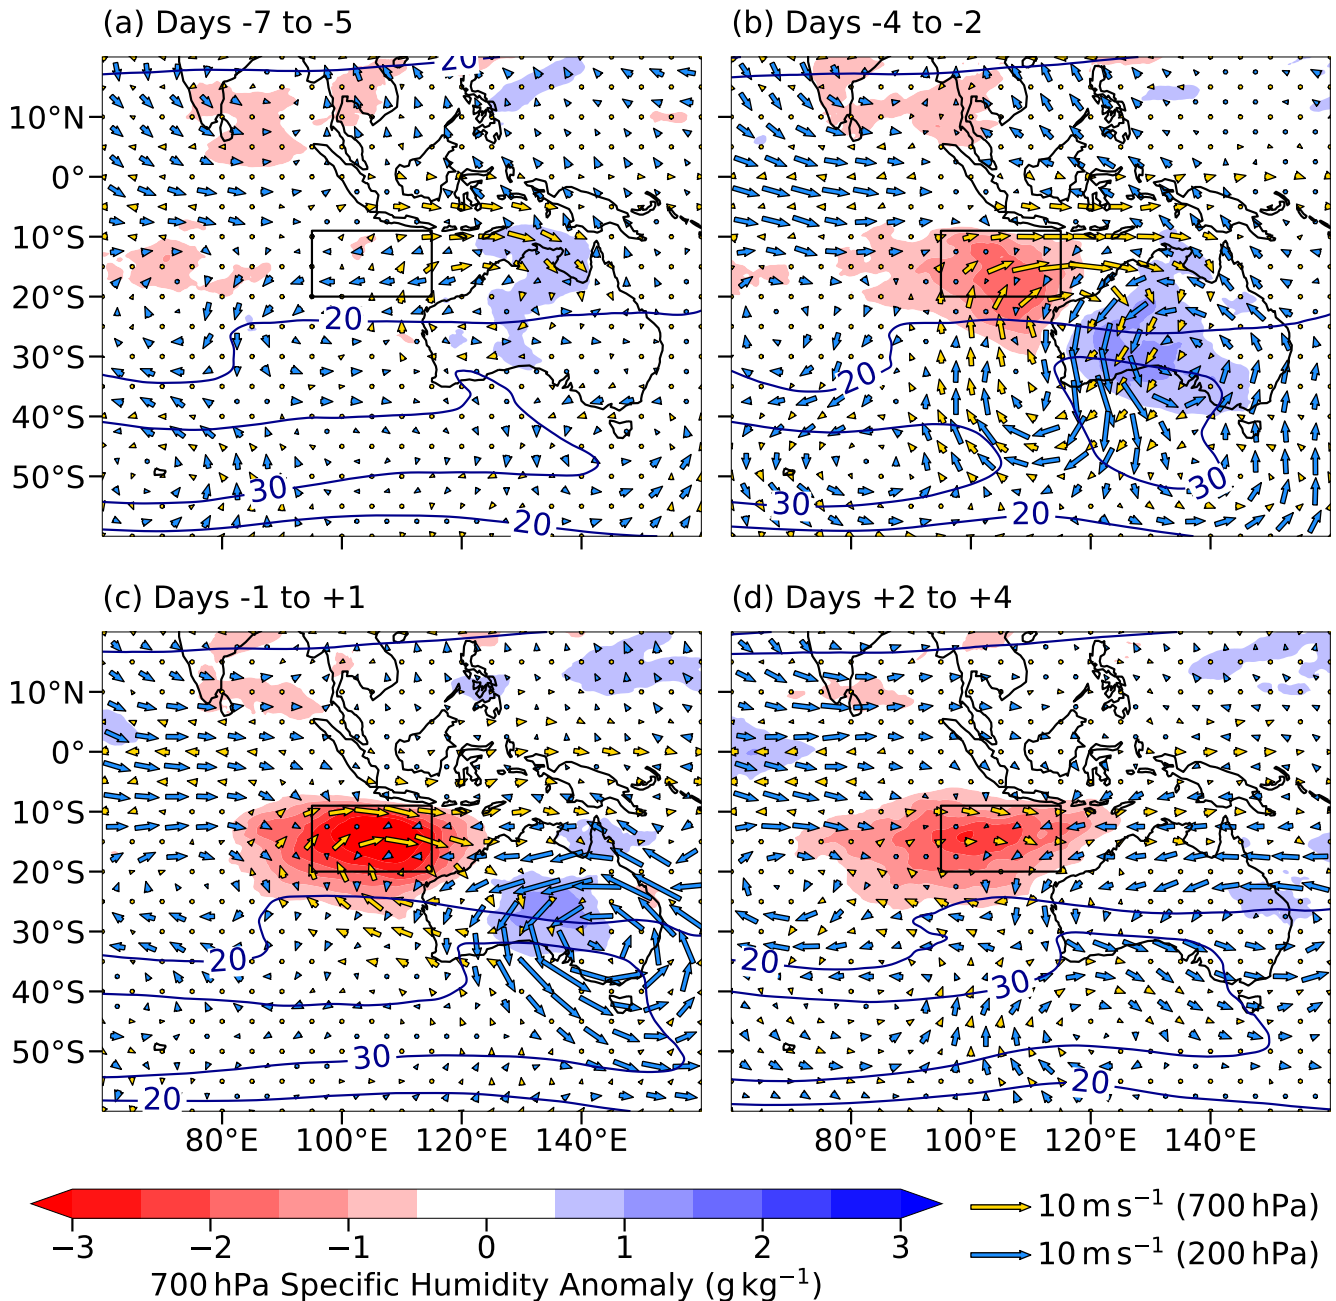 (a) Days -7 to -5
(b) Days -4 to -2
20
10°N
0°
10°S
20°S
30°S
40°S
50°S
20
30
20
20
30
30
20
(c) Days -1 to +1
(d) Days +2 to +4
10°N
0°
10°S
20°S
30°S
40°S
50°S
20
30
20
20
30
20
80°E 100°E 120°E 140°E
80°E 100°E 120°E 140°E
−3 −2 −1 0 1 2 3
700 hPa Specific Humidity Anomaly (g kg⁻¹)
10 m s⁻¹ (700 hPa)
10 m s⁻¹ (200 hPa)